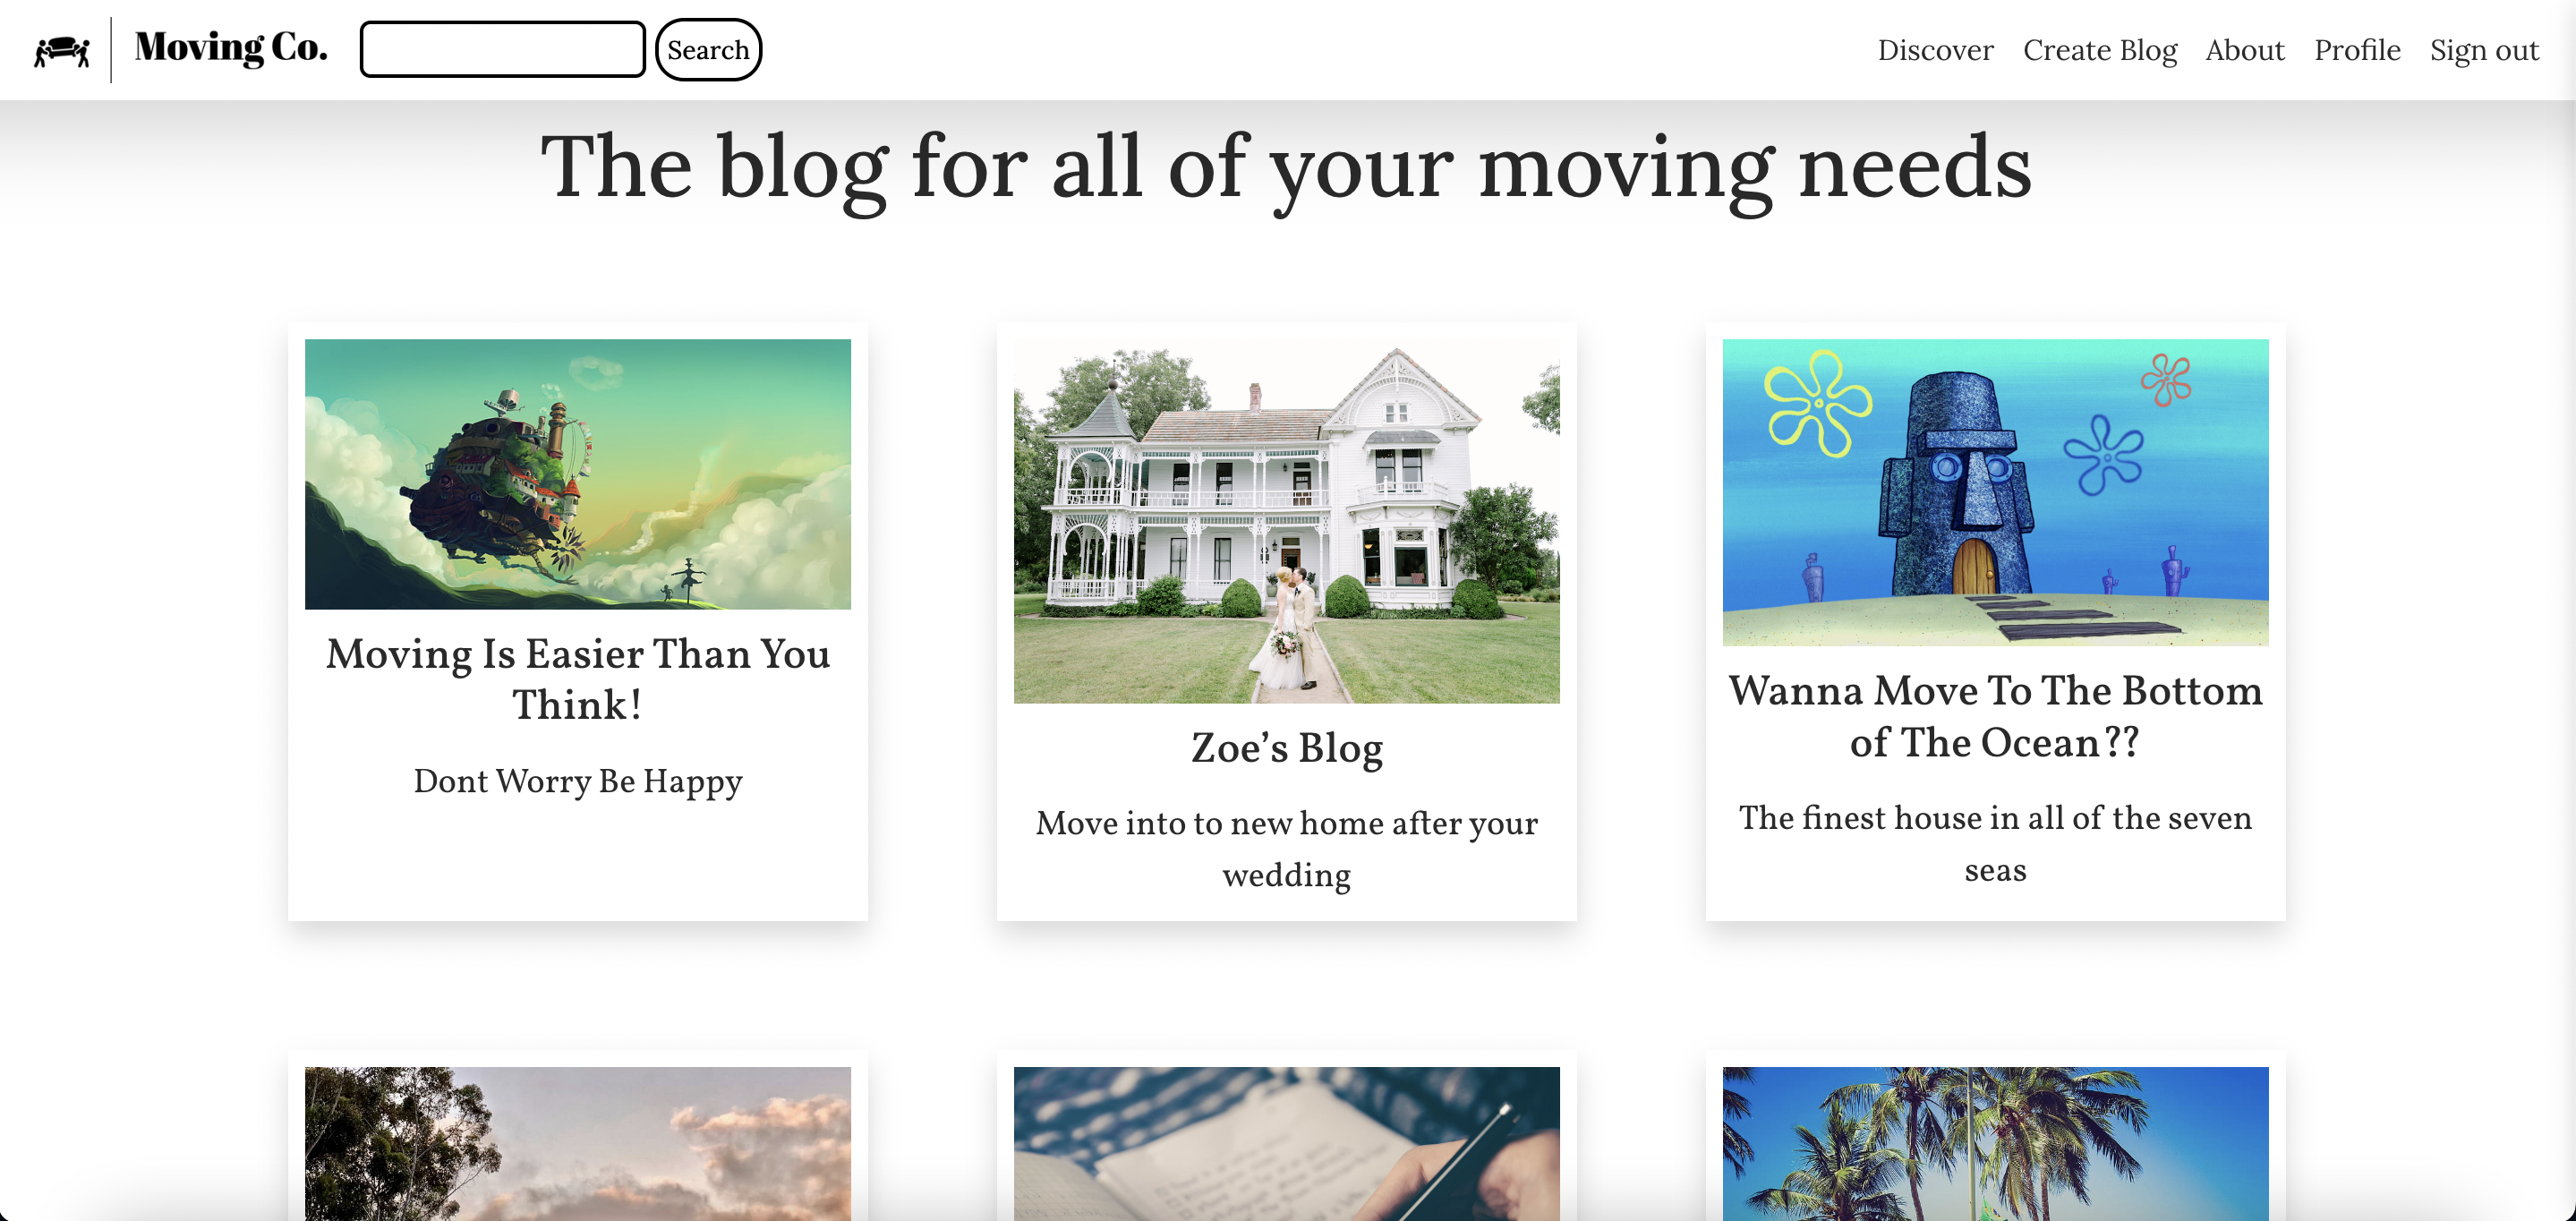 Moving Co.
Search
Discover Create Blog About Profile Sign out
The blog for all of your moving needs
Moving Is Easier Than You
Think!
Dont Worry Be Happy
Zoe’s Blog
Move into to new home after your
wedding
Wanna Move To The Bottom
of The Ocean??
The finest house in all of the seven
seas